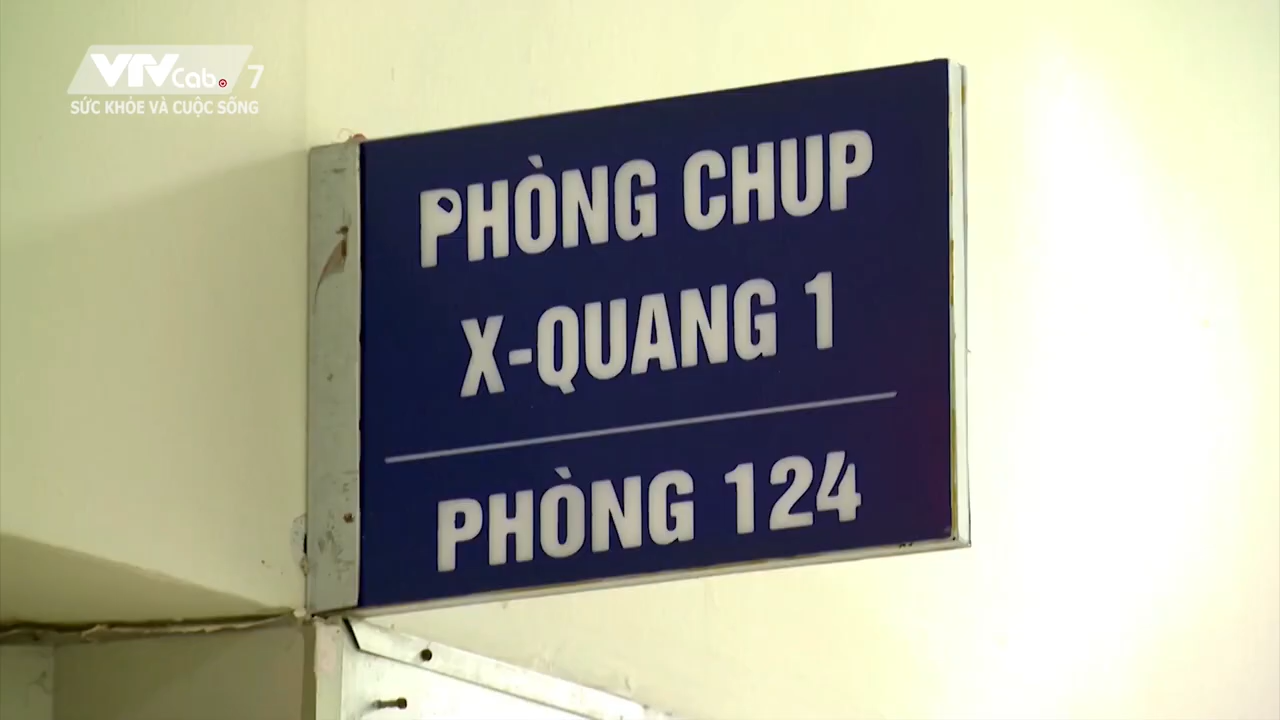 VTVCab 7
SỨC KHỎE VÀ CUỘC SỐNG
PHÒNG CHUP
X-QUANG 1
PHÒNG 124